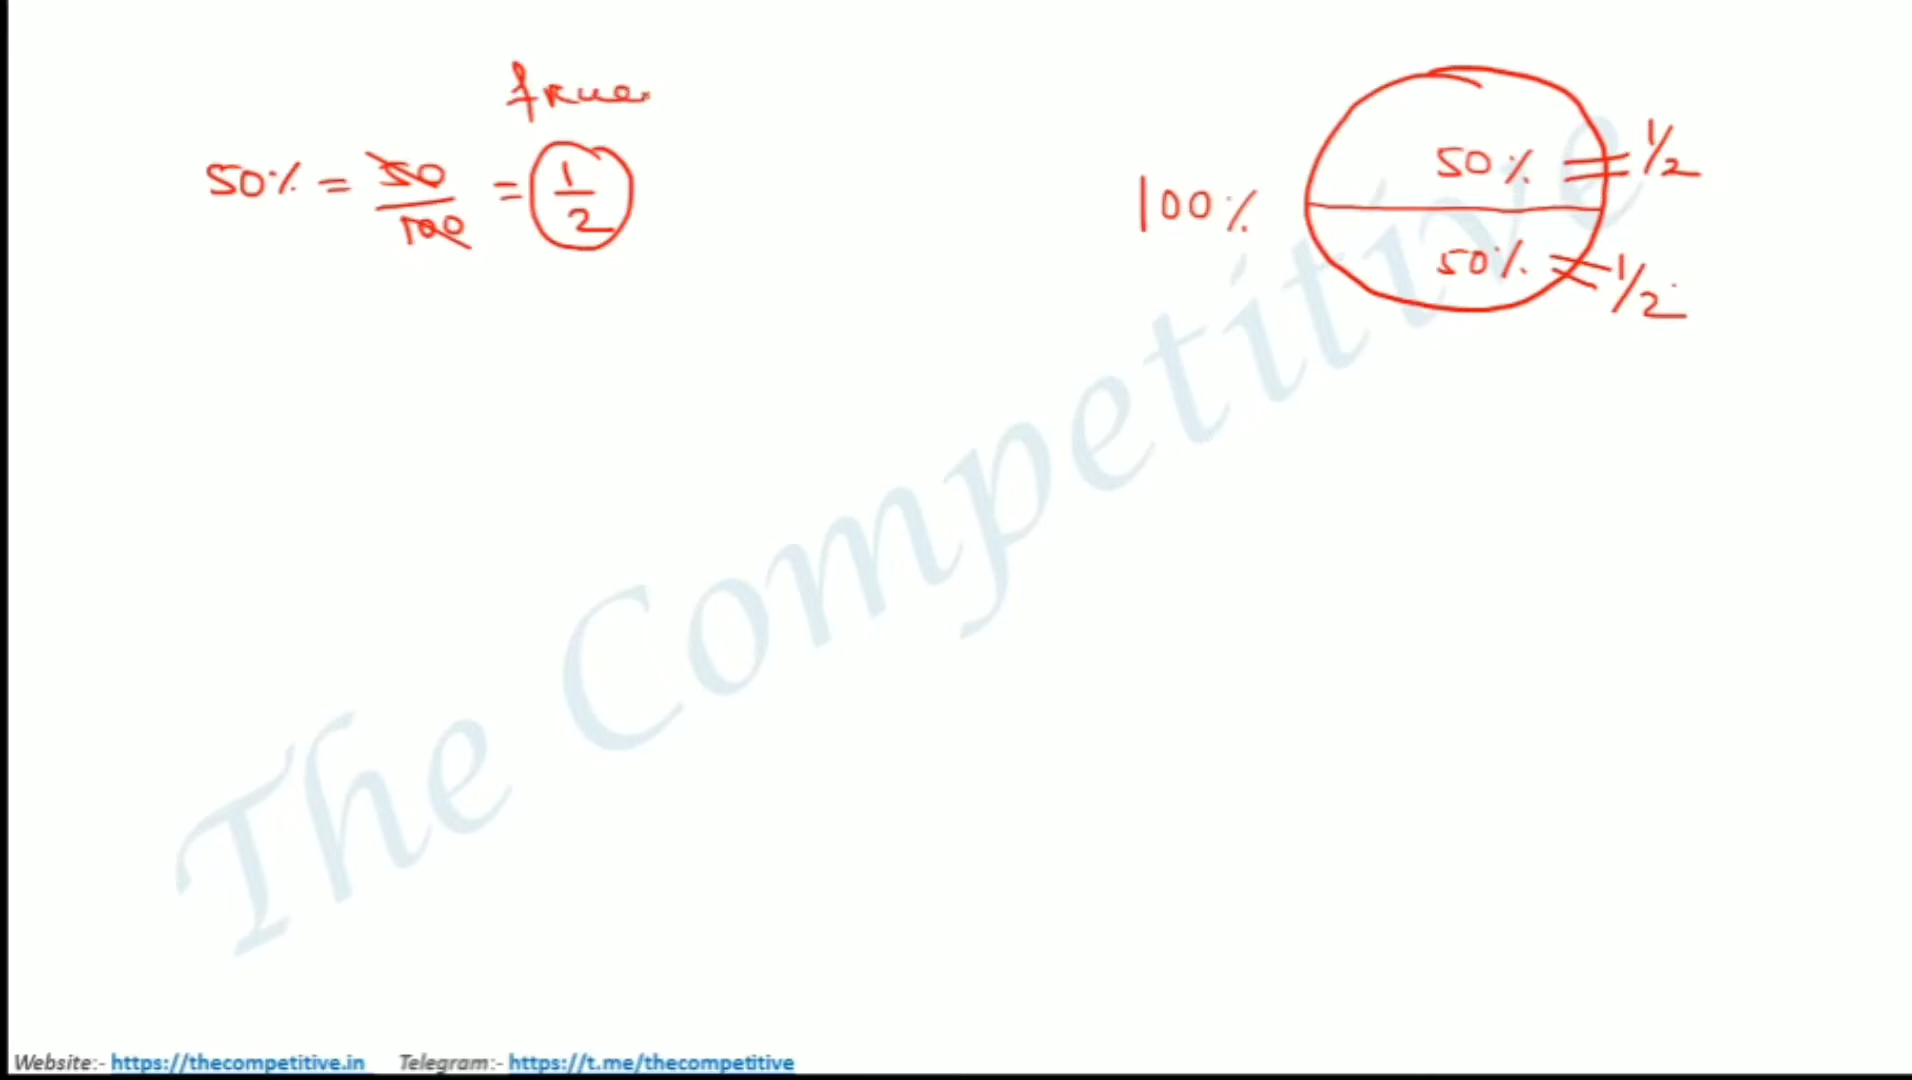 50% = 50/100 = 1/2
100%
50% = 1/2
50% = 1/2
The Competitive
Website:- https://thecompetitive.in Telegram:- https://t.me/thecompetitive